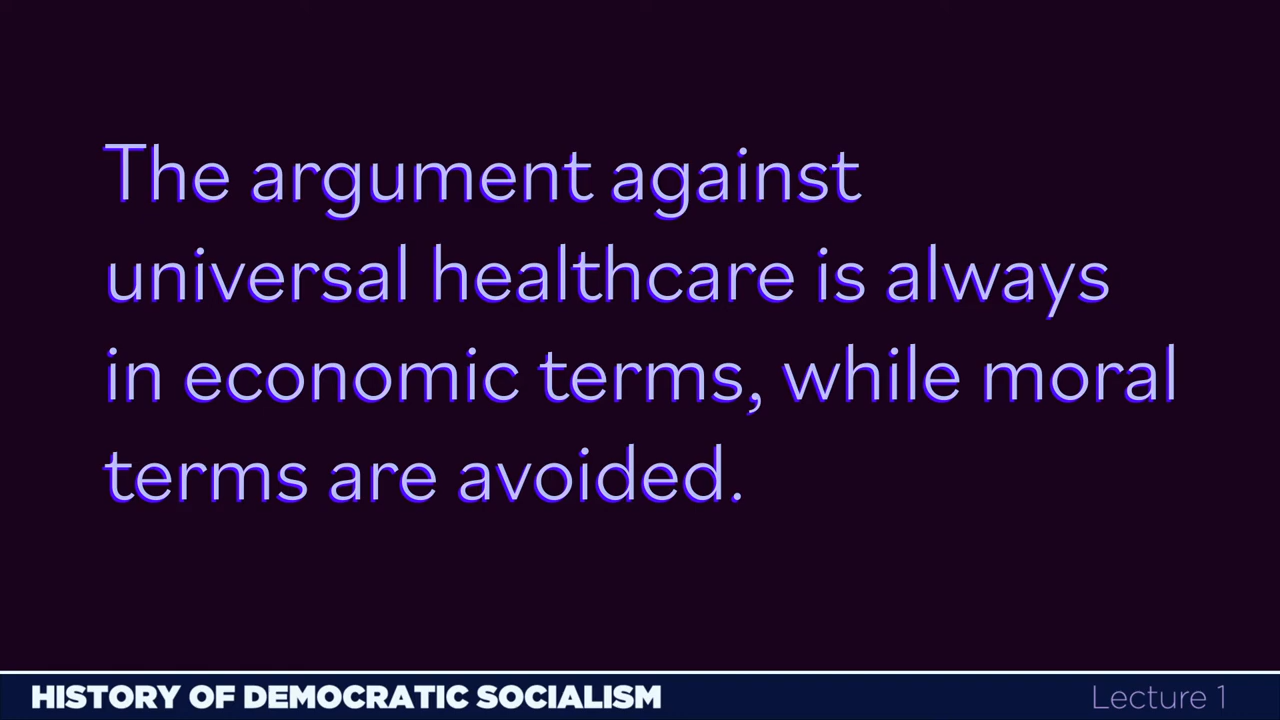 The argument against
universal healthcare is always
in economic terms, while moral
terms are avoided.
HISTORY OF DEMOCRATIC SOCIALISM
Lecture 1